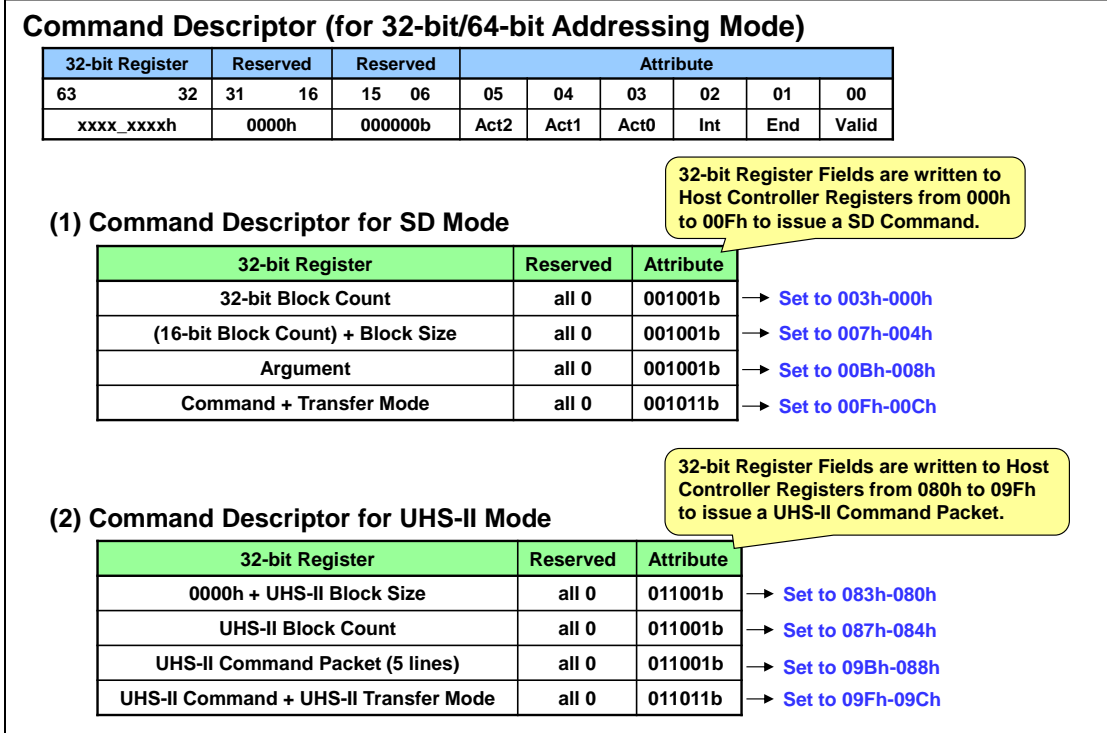 Command Descriptor (for 32-bit/64-bit Addressing Mode)
32-bit Register Reserved Reserved Attribute
63 32 31 16 15 06 05 04 03 02 01 00
xxxx_xxxxh 0000h 000000b Act2 Act1 Act0 Int End Valid
32-bit Register Fields are written to
Host Controller Registers from 000h
to 00Fh to issue a SD Command.
(1) Command Descriptor for SD Mode
32-bit Register Reserved Attribute
32-bit Block Count all 0 001001b Set to 003h-000h
(16-bit Block Count) + Block Size all 0 001001b Set to 007h-004h
Argument all 0 001001b Set to 00Bh-008h
Command + Transfer Mode all 0 001011b Set to 00Fh-00Ch
32-bit Register Fields are written to Host
Controller Registers from 080h to 09Fh
to issue a UHS-II Command Packet.
(2) Command Descriptor for UHS-II Mode
32-bit Register Reserved Attribute
0000h + UHS-II Block Size all 0 011001b Set to 083h-080h
UHS-II Block Count all 0 011001b Set to 087h-084h
UHS-II Command Packet (5 lines) all 0 011001b Set to 09Bh-088h
UHS-II Command + UHS-II Transfer Mode all 0 011011b Set to 09Fh-09Ch